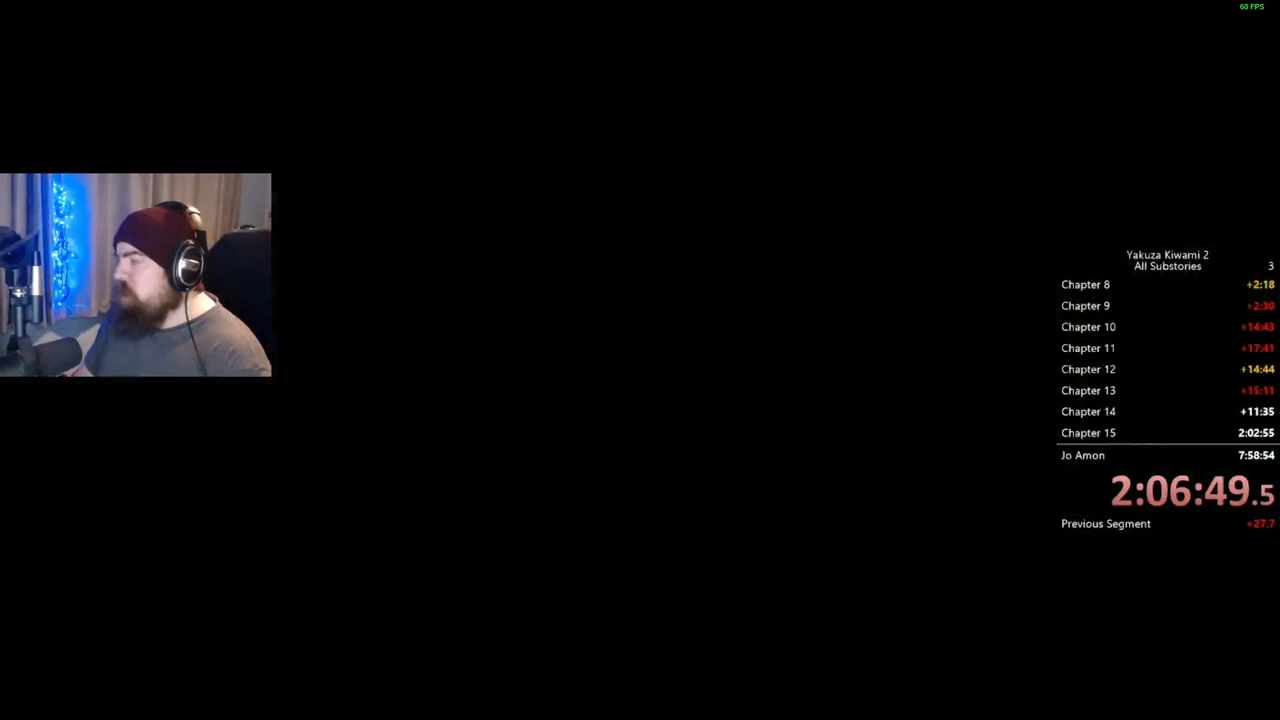 60 FPS
Yakuza Kiwami 2
All Substories 3
Chapter 8 +2:18
Chapter 9 +2:30
Chapter 10 +14:43
Chapter 11 +17:41
Chapter 12 +14:44
Chapter 13 +15:11
Chapter 14 +11:35
Chapter 15 2:02:55
Jo Amon 7:58:54
2:06:49.5
Previous Segment +27.7